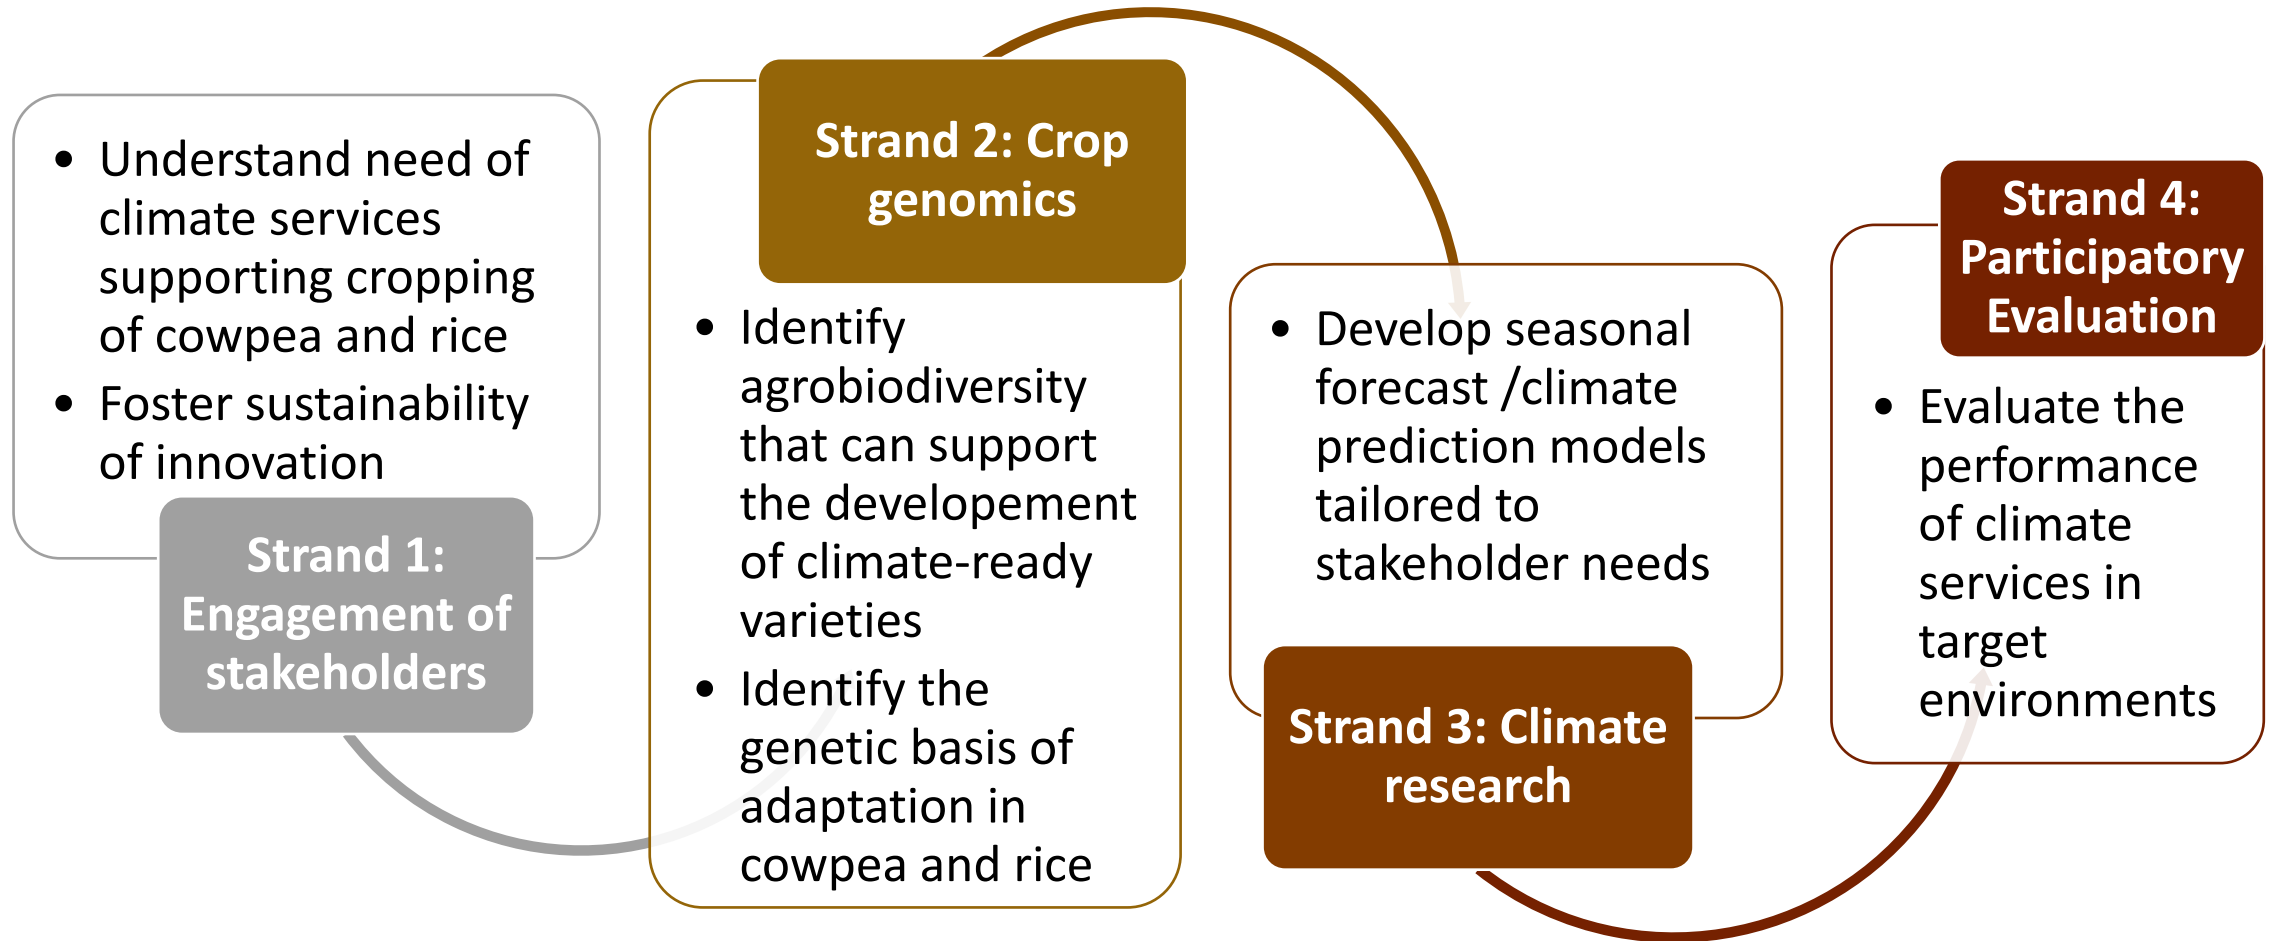 • Understand need of
climate services
supporting cropping
of cowpea and rice
• Foster sustainability
of innovation
Strand 1:
Engagement of
stakeholders
Strand 2: Crop
genomics
• Identify
agrobiodiversity
that can support
the developement
of climate-ready
varieties
• Identify the
genetic basis of
adaptation in
cowpea and rice
• Develop seasonal
forecast /climate
prediction models
tailored to
stakeholder needs
Strand 3: Climate
research
Strand 4:
Participatory
Evaluation
• Evaluate the
performance
of climate
services in
target
environments